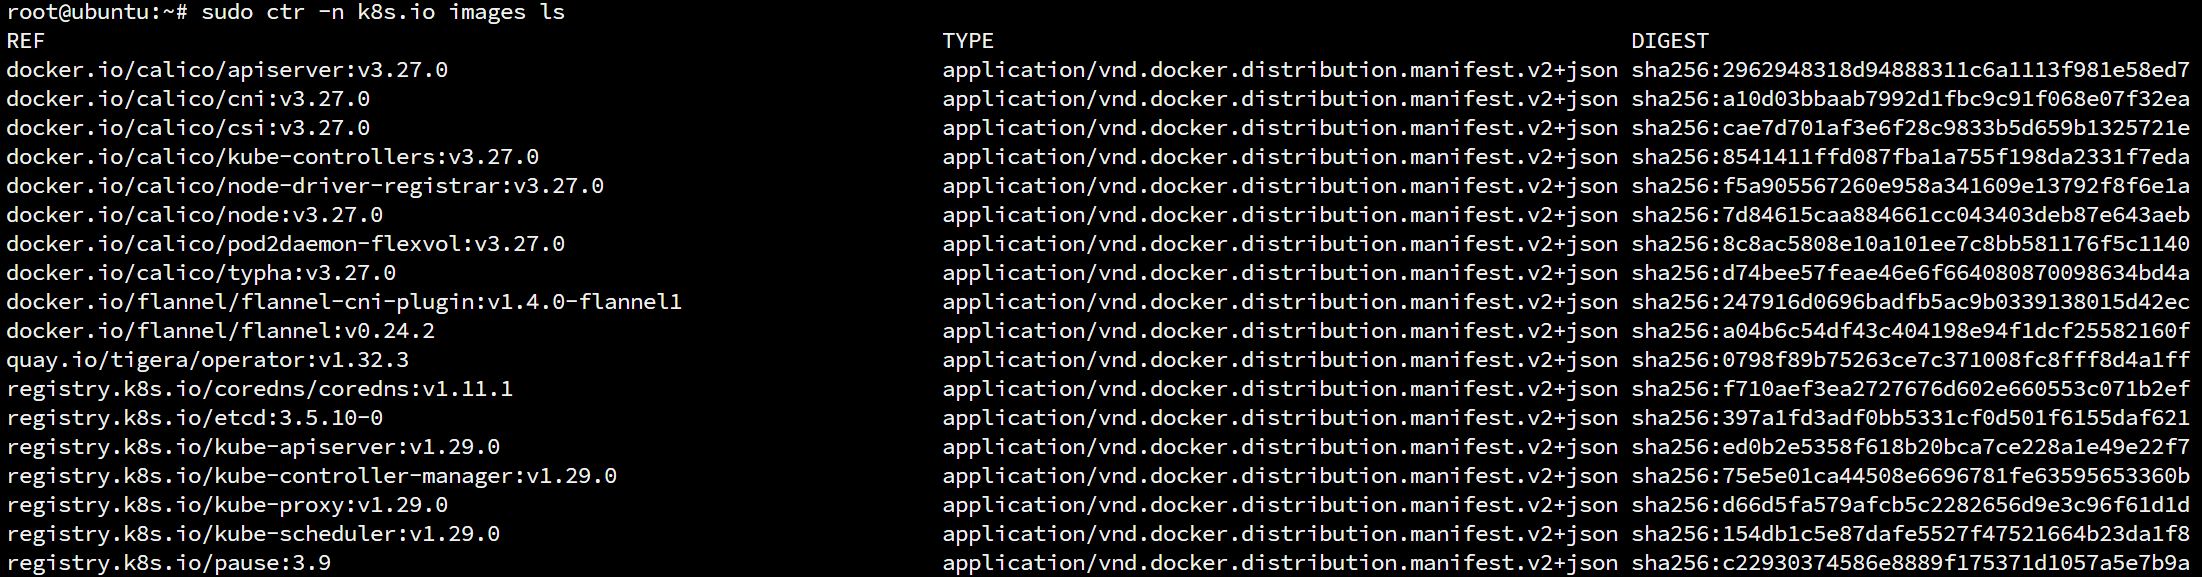 root@ubuntu:~# sudo ctr -n k8s.io images ls
REF TYPE DIGEST
docker.io/calico/apiserver:v3.27.0 application/vnd.docker.distribution.manifest.v2+json sha256:2962948318d94888311c6a1113f981e58ed7
docker.io/calico/cni:v3.27.0 application/vnd.docker.distribution.manifest.v2+json sha256:a10d03bbaab7992d1fbc9c91f068e07f32ea
docker.io/calico/csi:v3.27.0 application/vnd.docker.distribution.manifest.v2+json sha256:cae7d701af3e6f28c9833b5d659b1325721e
docker.io/calico/kube-controllers:v3.27.0 application/vnd.docker.distribution.manifest.v2+json sha256:8541411ffd087fba1a755f198da2331f7eda
docker.io/calico/node-driver-registrar:v3.27.0 application/vnd.docker.distribution.manifest.v2+json sha256:f5a905567260e958a341609e13792f8f6e1a
docker.io/calico/node:v3.27.0 application/vnd.docker.distribution.manifest.v2+json sha256:7d84615caa884661cc043403deb87e643aeb
docker.io/calico/pod2daemon-flexvol:v3.27.0 application/vnd.docker.distribution.manifest.v2+json sha256:8c8ac5808e10a101ee7c8bb581176f5c1140
docker.io/calico/typha:v3.27.0 application/vnd.docker.distribution.manifest.v2+json sha256:d74bee57feae46e6f664080870098634bd4a
docker.io/flannel/flannel-cni-plugin:v1.4.0-flannel1 application/vnd.docker.distribution.manifest.v2+json sha256:247916d0696badfb5ac9b0339138015d42ec
docker.io/flannel/flannel:v0.24.2 application/vnd.docker.distribution.manifest.v2+json sha256:a04b6c54df43c404198e94f1dcf25582160f
quay.io/tigera/operator:v1.32.3 application/vnd.docker.distribution.manifest.v2+json sha256:0798f89b75263ce7c371008fc8fff8d4a1ff
registry.k8s.io/coredns/coredns:v1.11.1 application/vnd.docker.distribution.manifest.v2+json sha256:f710aef3ea2727676d602e660553c071b2ef
registry.k8s.io/etcd:3.5.10-0 application/vnd.docker.distribution.manifest.v2+json sha256:397a1fd3adf0bb5331cf0d501f6155daf621
registry.k8s.io/kube-apiserver:v1.29.0 application/vnd.docker.distribution.manifest.v2+json sha256:ed0b2e5358f618b20bca7ce228a1e49e22f7
registry.k8s.io/kube-controller-manager:v1.29.0 application/vnd.docker.distribution.manifest.v2+json sha256:75e5e01ca44508e6696781fe63595653360b
registry.k8s.io/kube-proxy:v1.29.0 application/vnd.docker.distribution.manifest.v2+json sha256:d66d5fa579afcb5c2282656d9e3c96f61d1d
registry.k8s.io/kube-scheduler:v1.29.0 application/vnd.docker.distribution.manifest.v2+json sha256:154db1c5e87dafe5527f47521664b23da1f8
registry.k8s.io/pause:3.9 application/vnd.docker.distribution.manifest.v2+json sha256:c22930374586e8889f175371d1057a5e7b9a